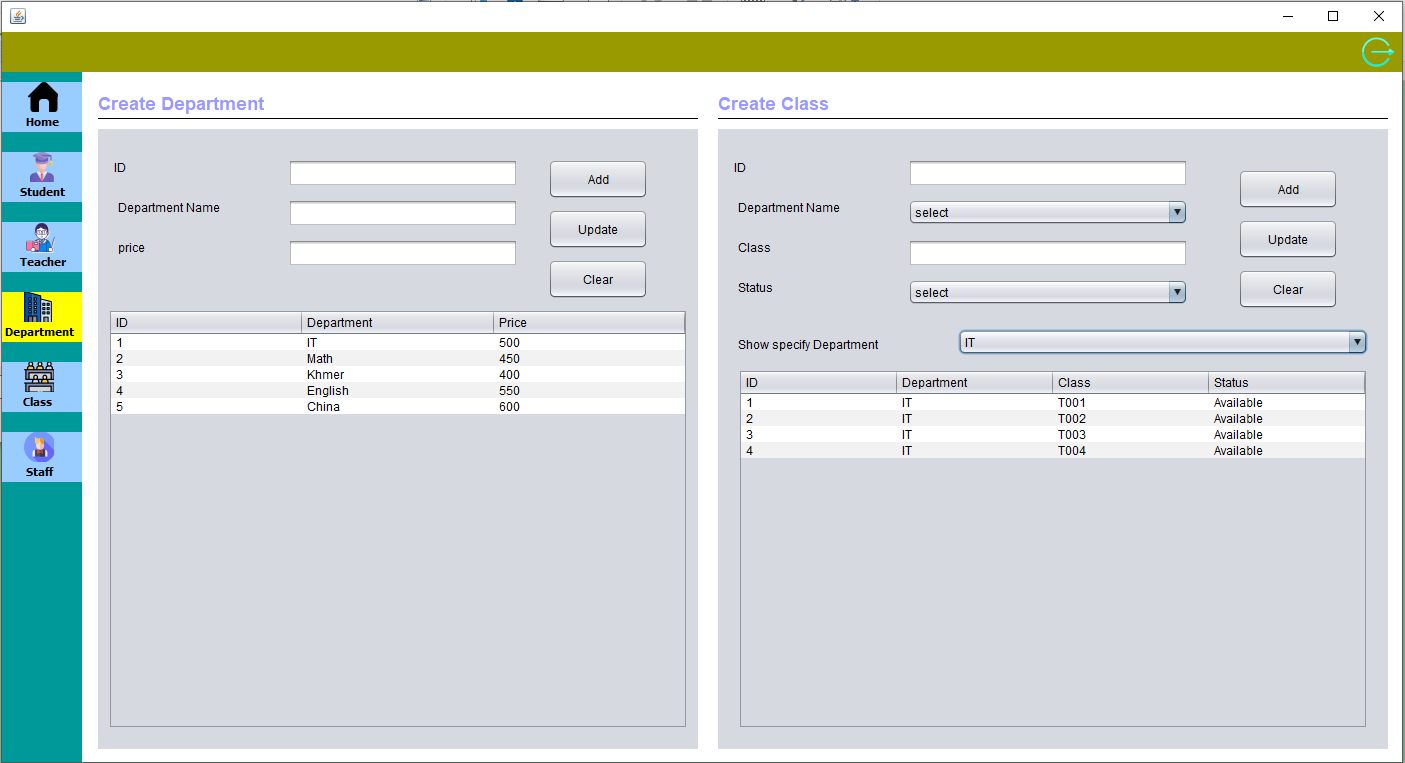 Home
Student
Teacher
Department
Class
Staff
Create Department
ID
Department Name
price
Add
Update
Clear
ID Department Price
1 IT 500
2 Math 450
3 Khmer 400
4 English 550
5 China 600
Create Class
ID
Department Name select
Class
Status select
Add
Update
Clear
Show specify Department IT
ID Department Class Status
1 IT T001 Available
2 IT T002 Available
3 IT T003 Available
4 IT T004 Available